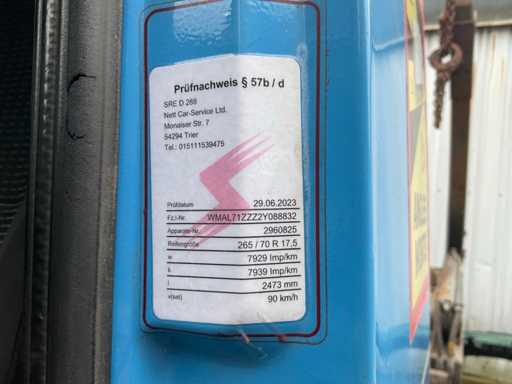 Prüfnachweis § 57b / d
SRE D 268
Nett Car-Service Ltd.
Monaiser Str. 7
54294 Trier
Tel.: 015111539475
Prüfdatum 29.06.2023
Fz.I-Nr. WMAL71ZZZ2Y088832
Apparate-Nr. 2960825
Reifengröße 265 / 70 R 17,5
w 7929 Imp/km
k 7939 Imp/km
l 2473 mm
v(set) 90 km/h